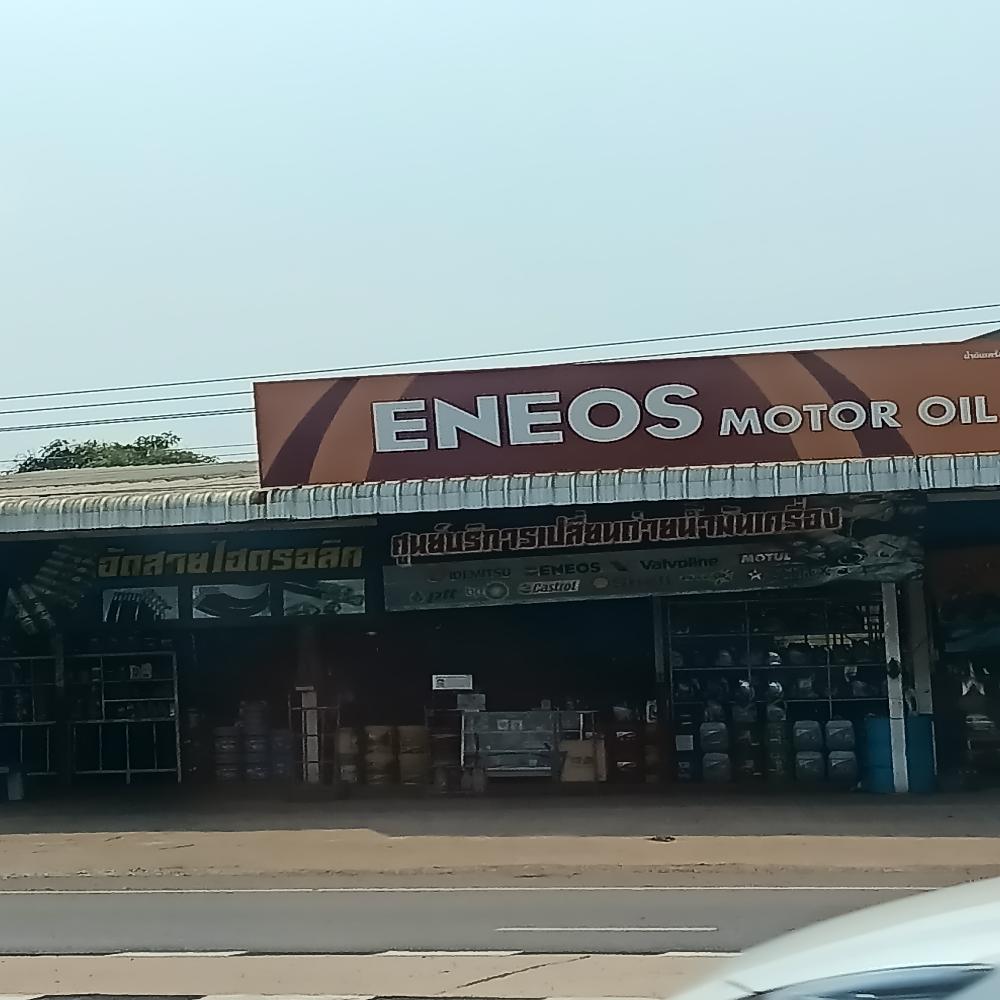 ENEOS MOTOR OIL
อัดสายไฮดรอลิก
ศูนย์บริการเปลี่ยนถ่ายน้ำมันเครื่อง
IDEMITSU ENEOS Valvoline MOTUL
ptt Castrol Shell